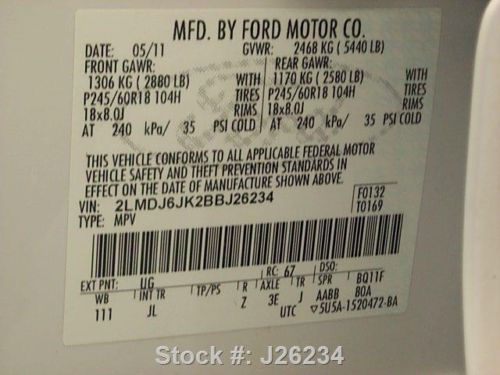 MFD. BY FORD MOTOR CO.
DATE: 05/11 GVWR: 2468 KG (5440 LB)
FRONT GAWR: REAR GAWR:
1306 KG (2880 LB) WITH 1170 KG (2580 LB) WITH
P245/60R18 104H TIRES P245/60R18 104H TIRES
18x8.0J RIMS 18x8.0J RIMS
AT 240 kPa/ 35 PSI COLD AT 240 kPa/ 35 PSI COLD
THIS VEHICLE CONFORMS TO ALL APPLICABLE FEDERAL MOTOR
VEHICLE SAFETY AND THEFT PREVENTION STANDARDS IN
EFFECT ON THE DATE OF MANUFACTURE SHOWN ABOVE.
VIN: 2LMDJ6JK2BBJ26234 F0132
TYPE: MPV T0169
EXT PNT: UG RC: 67 DSO:
WB INT TR TP/PS R AXLE TR SPR BQ11F
111 JL Z 3E J AABB 80A
UTC ▽5U5A-1520472-BA
Stock #: J26234